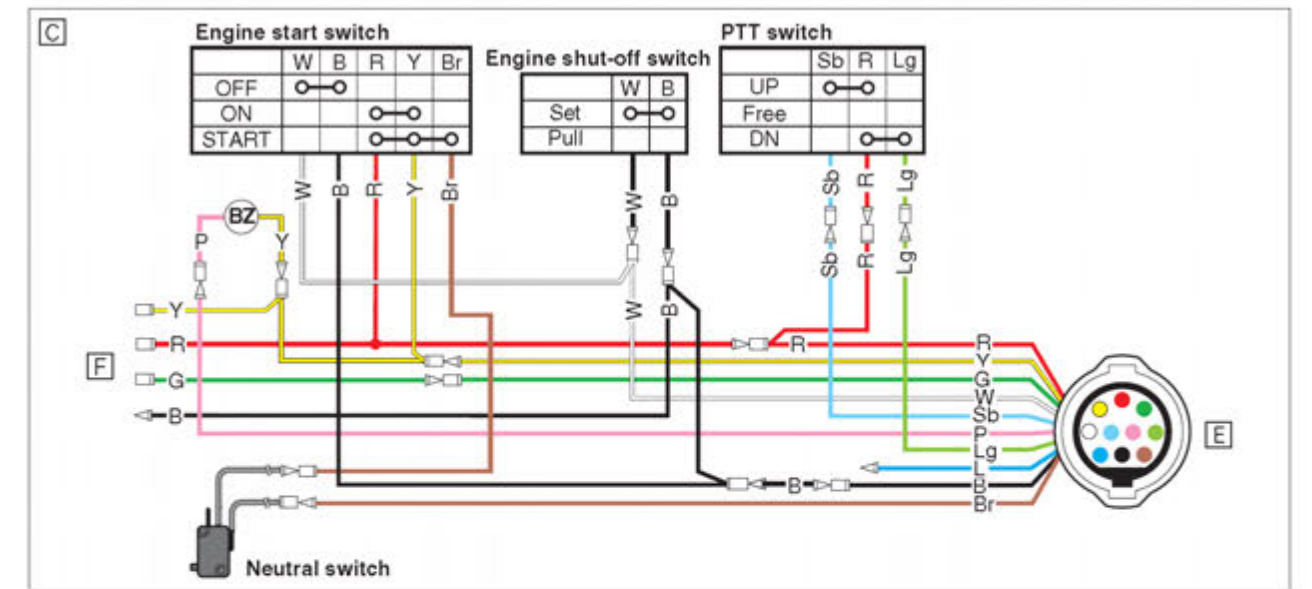 C
Engine start switch
W B R Y Br
OFF
ON
START
Engine shut-off switch
W B
Set
Pull
PTT switch
Sb R Lg
UP
Free
DN
W B R Y Br
W B
Sb R Lg
BZ
P Y
Sb R Lg
W B
Y
R R R
Y
F
G G
W
B Sb
P
Lg
L
B B
Br
E
Neutral switch